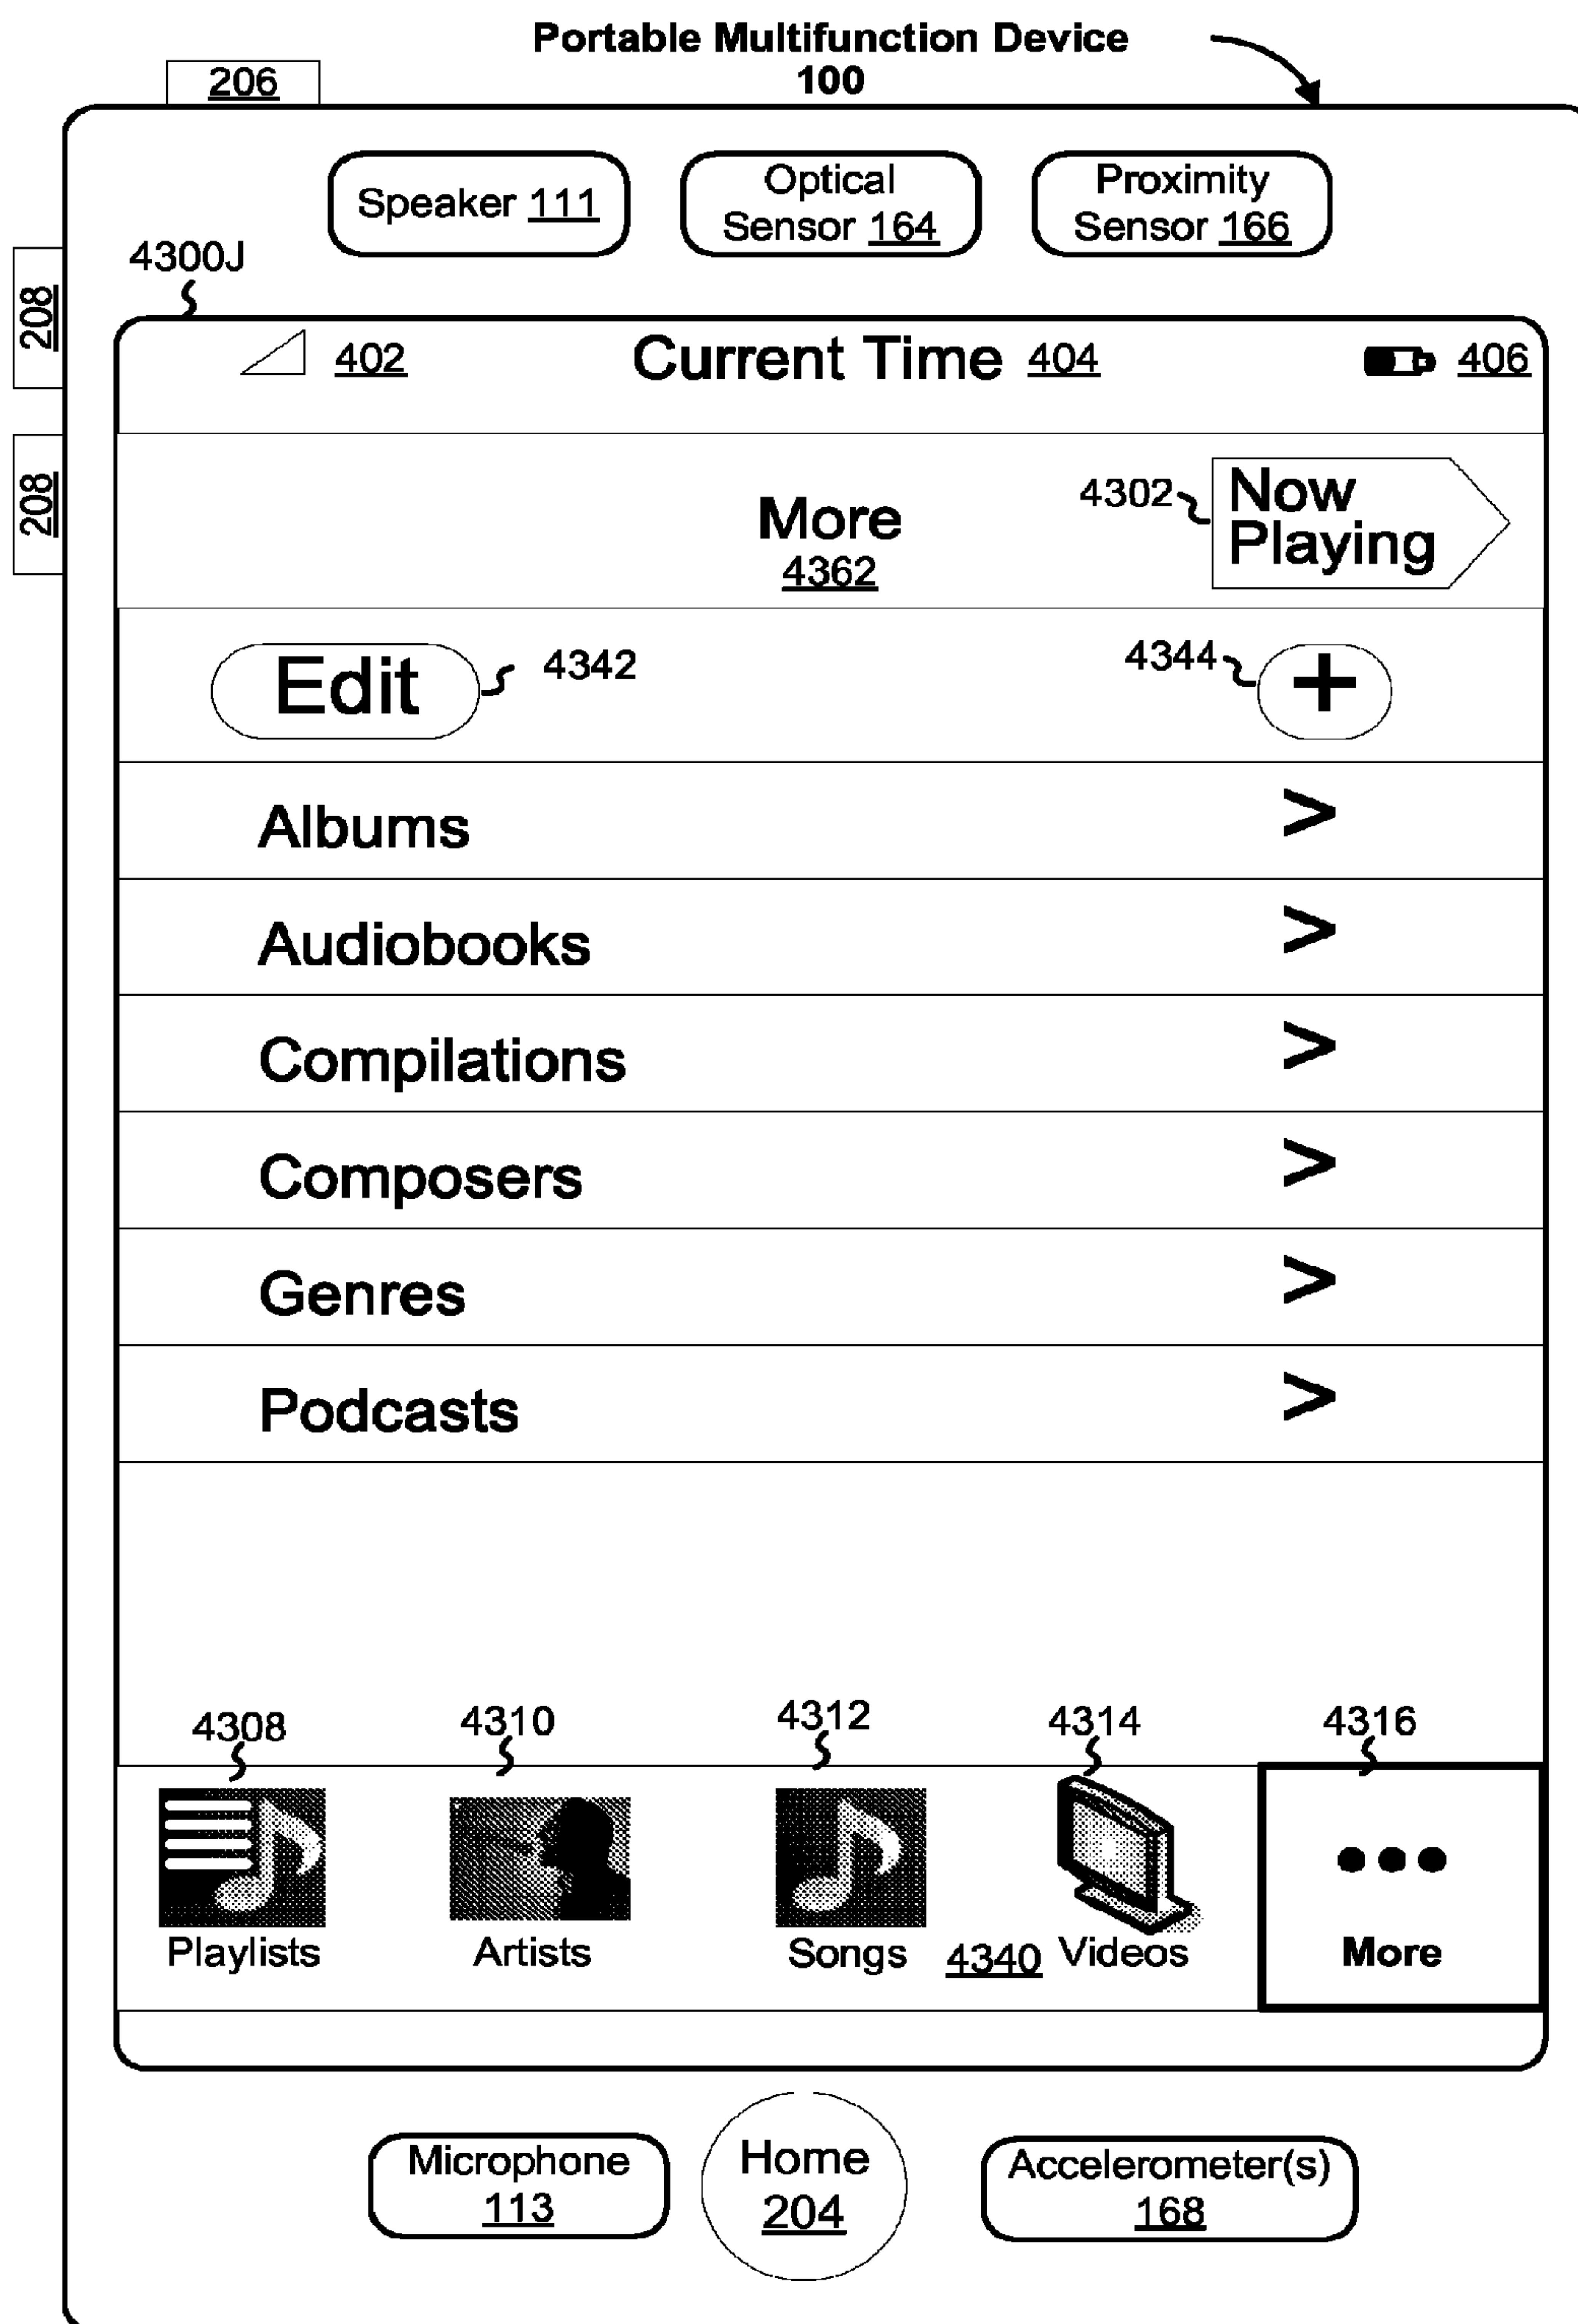 Portable Multifunction Device
100
206
Speaker 111
Optical
Sensor 164
Proximity
Sensor 166
4300J
208
208
402
Current Time 404
406
More
4362
4302
Now
Playing
Edit
4342
4344
+
Albums >
Audiobooks >
Compilations >
Composers >
Genres >
Podcasts >
4308
4310
4312
4314
4316
Playlists
Artists
Songs
4340
Videos
More
Microphone
113
Home
204
Accelerometer(s)
168